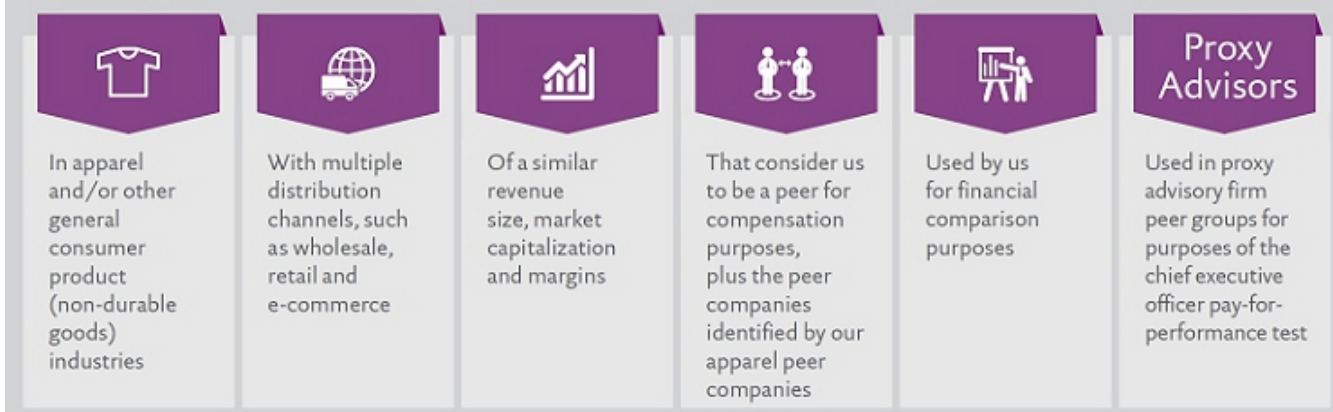 In apparel
and/or other
general
consumer
product
(non-durable
goods)
industries
With multiple
distribution
channels, such
as wholesale,
retail and
e-commerce
Of a similar
revenue
size, market
capitalization
and margins
That consider us
to be a peer for
compensation
purposes,
plus the peer
companies
identified by our
apparel peer
companies
Used by us
for financial
comparison
purposes
Proxy
Advisors
Used in proxy
advisory firm
peer groups for
purposes of the
chief executive
officer pay-for-
performance test